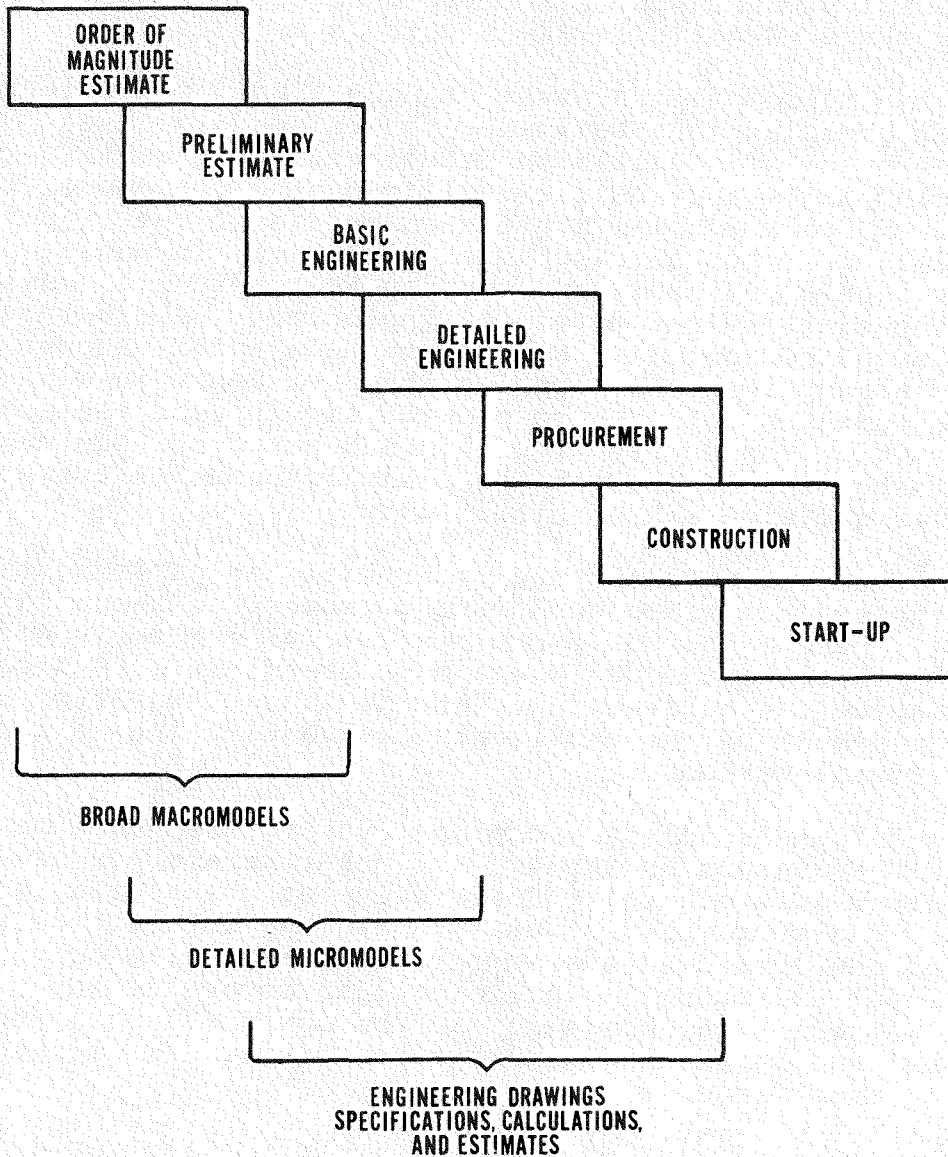 ORDER OF
MAGNITUDE
ESTIMATE
PRELIMINARY
ESTIMATE
BASIC
ENGINEERING
DETAILED
ENGINEERING
PROCUREMENT
CONSTRUCTION
START-UP
BROAD MACROMODELS
DETAILED MICROMODELS
ENGINEERING DRAWINGS
SPECIFICATIONS, CALCULATIONS,
AND ESTIMATES